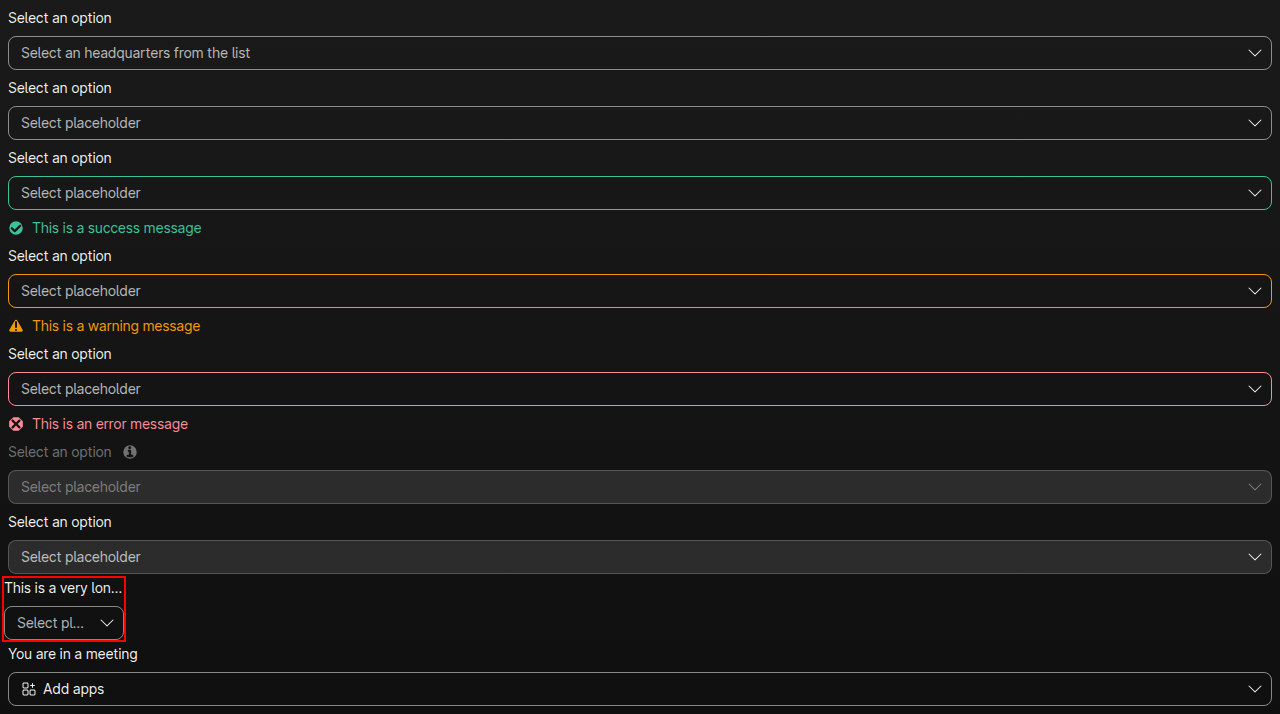 Select an option
Select an headquarters from the list
Select an option
Select placeholder
Select an option
Select placeholder
This is a success message
Select an option
Select placeholder
This is a warning message
Select an option
Select placeholder
This is an error message
Select an option
Select placeholder
Select an option
Select placeholder
This is a very lon...
Select pl...
You are in a meeting
Add apps